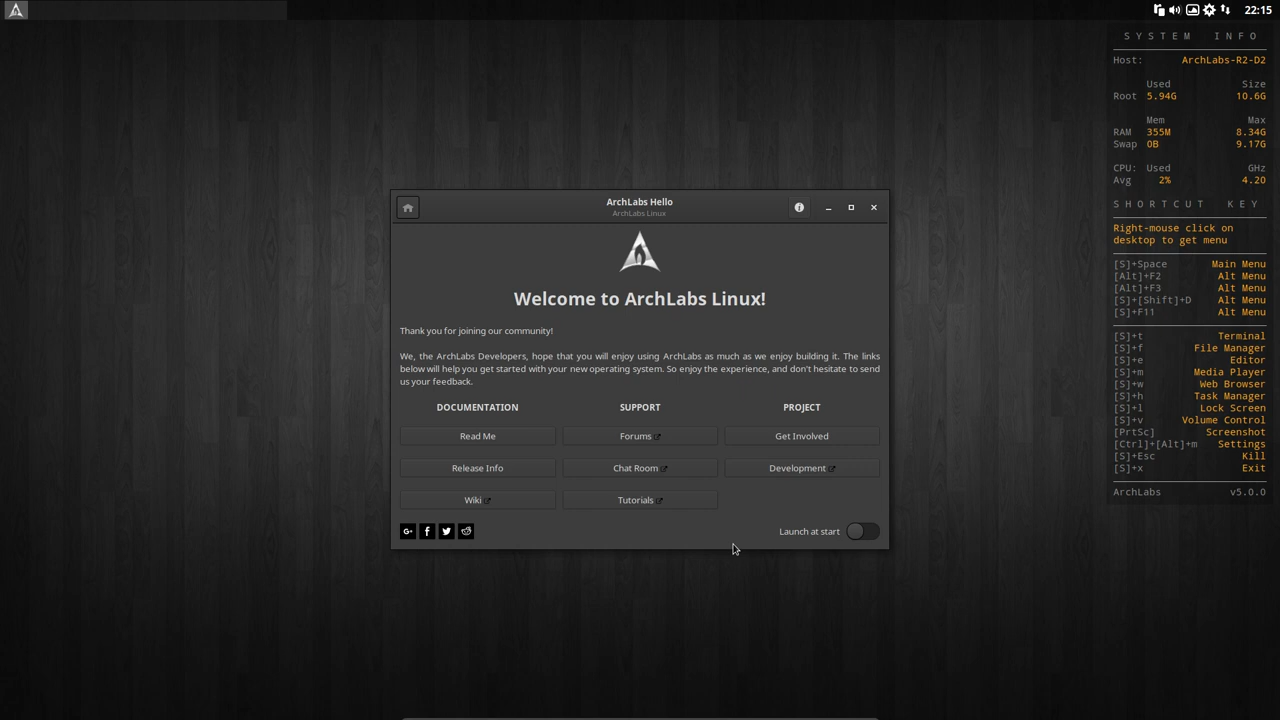 22:15
SYSTEM INFO
Host: ArchLabs-R2-D2
Used Size
Root 5.94G 10.6G
Mem Max
RAM 355M 8.34G
Swap 0B 9.17G
CPU: Used GHz
Avg 2% 4.20
SHORTCUT KEY
Right-mouse click on
desktop to get menu
[S]+Space Main Menu
[Alt]+F2 Alt Menu
[Alt]+F3 Alt Menu
[S]+[Shift]+D Alt Menu
[S]+F11 Alt Menu
[S]+t Terminal
[S]+f File Manager
[S]+e Editor
[S]+m Media Player
[S]+w Web Browser
[S]+h Task Manager
[S]+l Lock Screen
[S]+v Volume Control
[PrtSc] Screenshot
[Ctrl]+[Alt]+m Settings
[S]+Esc Kill
[S]+x Exit
ArchLabs v5.0.0
ArchLabs Hello
ArchLabs Linux
Welcome to ArchLabs Linux!
Thank you for joining our community!
We, the ArchLabs Developers, hope that you will enjoy using ArchLabs as much as we enjoy building it. The links
below will help you get started with your new operating system. So enjoy the experience, and don't hesitate to send
us your feedback.
DOCUMENTATION SUPPORT PROJECT
Read Me Forums Get Involved
Release Info Chat Room Development
Wiki Tutorials
G+ f
Launch at start